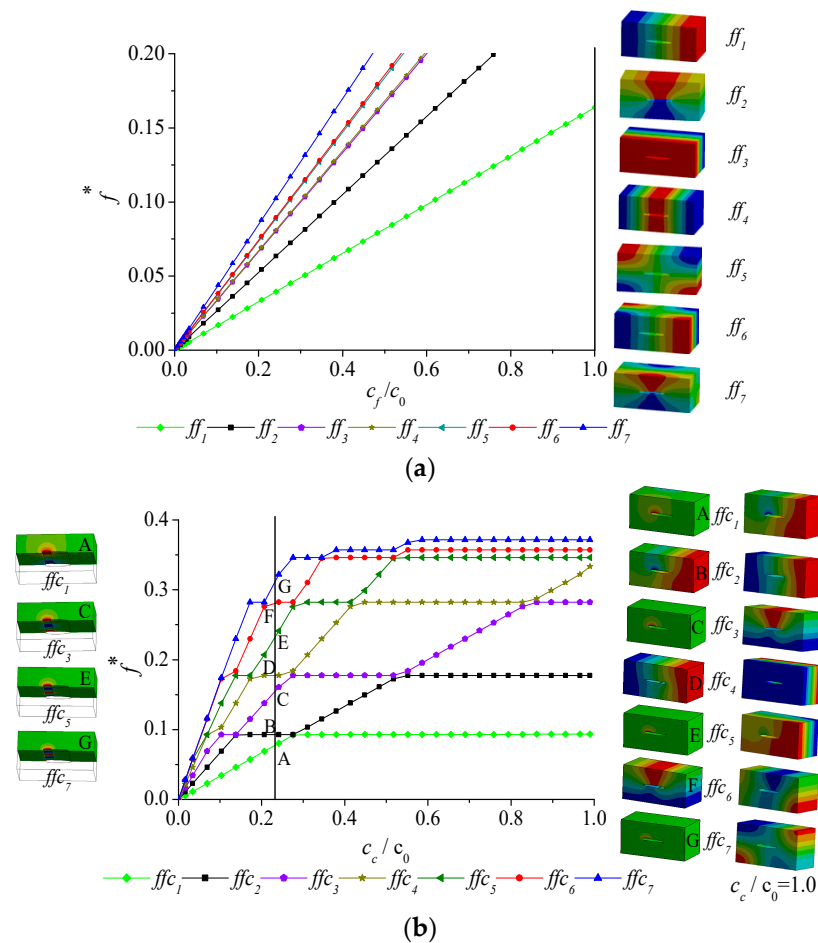 0.20
0.15
0.10
0.05
0.00
f*
0.0 0.2 0.4 0.6 0.8 1.0
c_f/c_0
ff_1 ff_2 ff_3 ff_4 ff_5 ff_6 ff_7
ff_1
ff_2
ff_3
ff_4
ff_5
ff_6
ff_7
(a)
A
ffc_1
C
ffc_3
E
ffc_5
G
ffc_7
0.4
0.3
0.2
0.1
0.0
f*
G
F
E
D
C
B
A
0.0 0.2 0.4 0.6 0.8 1.0
c_c / c_0
ffc_1 ffc_2 ffc_3 ffc_4 ffc_5 ffc_6 ffc_7
A ffc_1
B ffc_2
C ffc_3
D ffc_4
E ffc_5
F ffc_6
G ffc_7
c_c / c_0=1.0
(b)